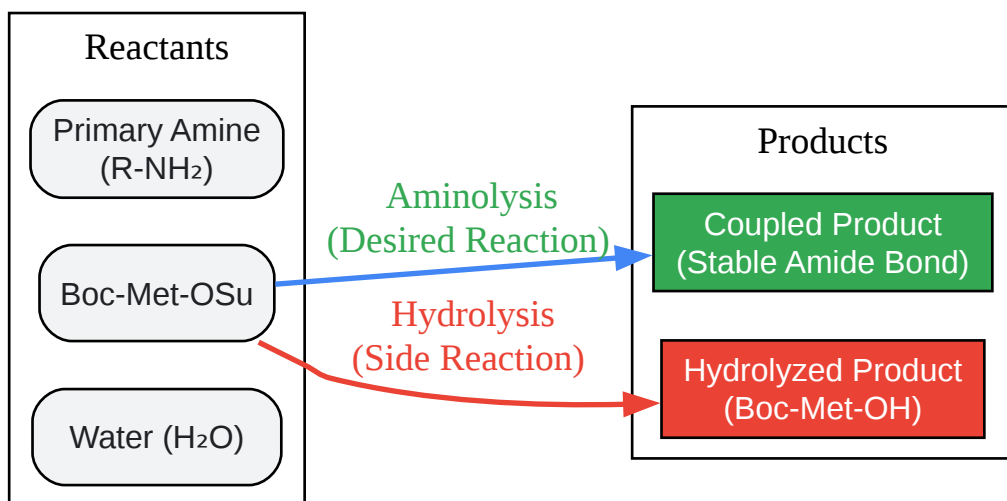 Reactants
Primary Amine
(R-NH₂)
Boc-Met-OSu
Water (H₂O)
Aminolysis
(Desired Reaction)
Hydrolysis
(Side Reaction)
Products
Coupled Product
(Stable Amide Bond)
Hydrolyzed Product
(Boc-Met-OH)